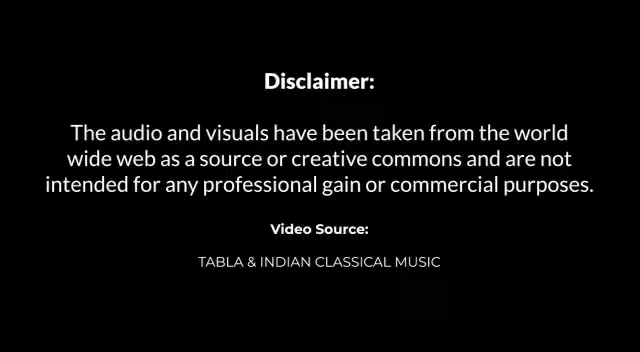 Disclaimer:
The audio and visuals have been taken from the world
wide web as a source or creative commons and are not
intended for any professional gain or commercial purposes.
Video Source:
TABLA & INDIAN CLASSICAL MUSIC